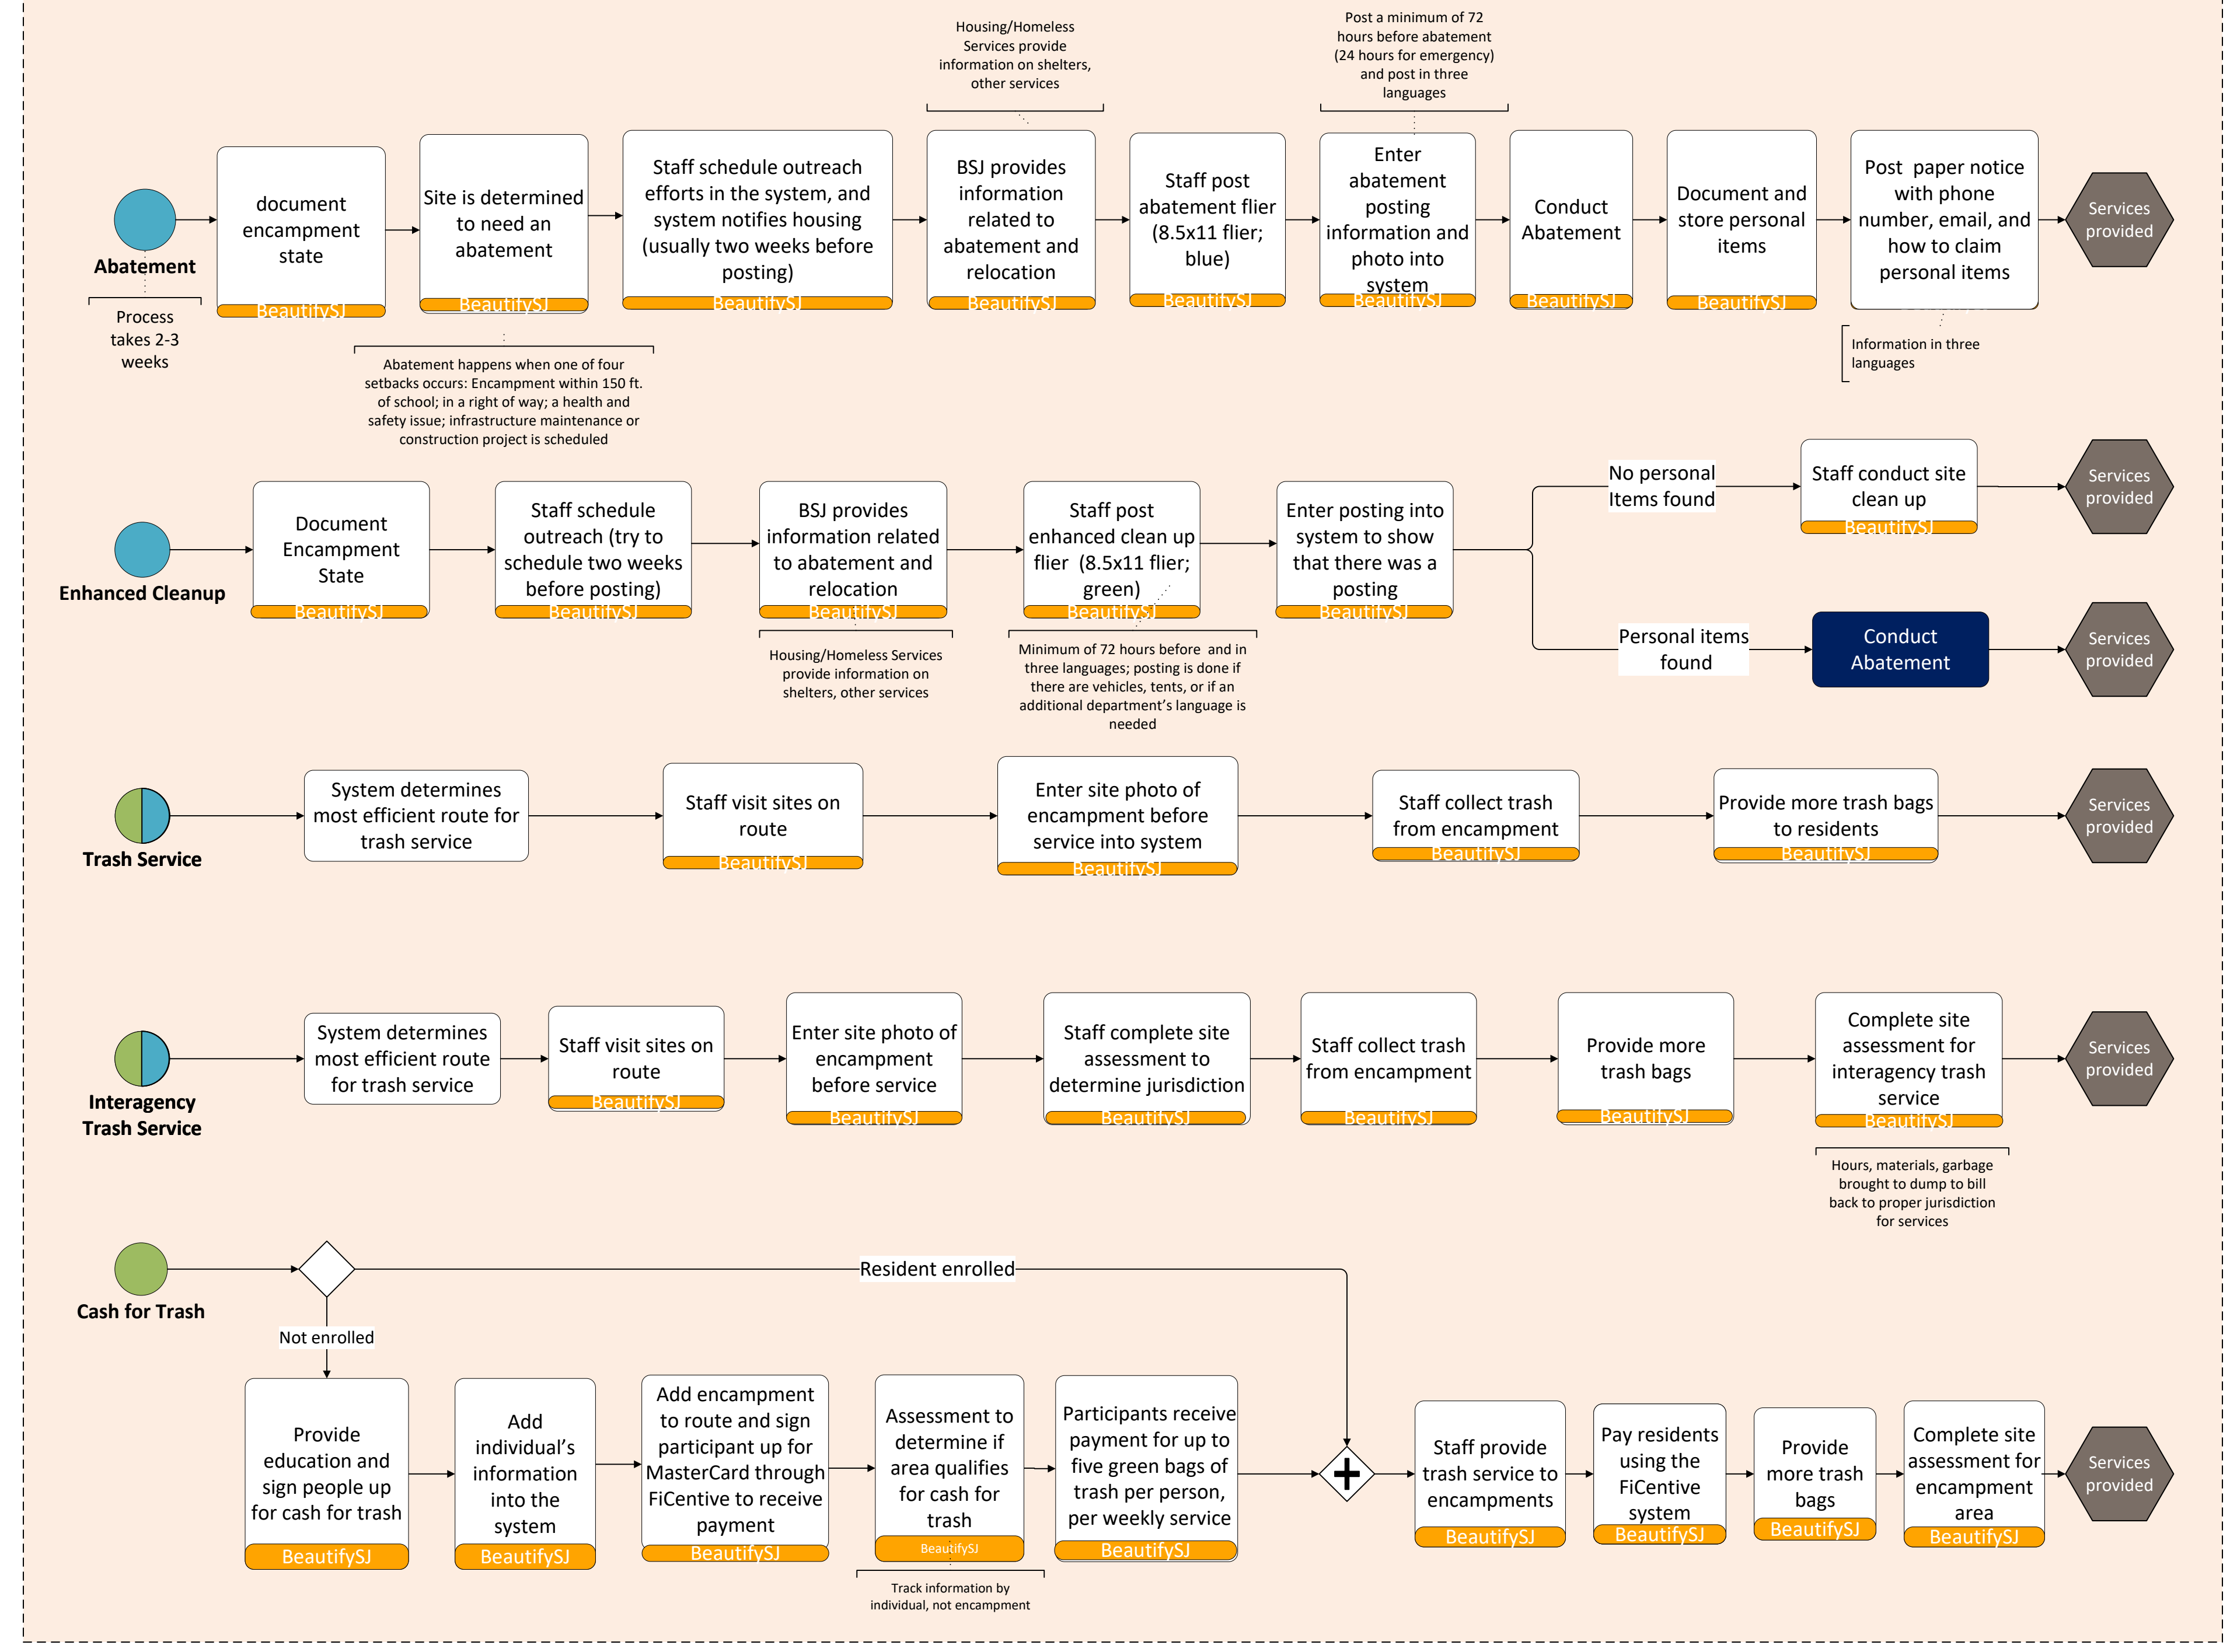 Housing/Homeless
Services provide
information on shelters,
other services
Post a minimum of 72
hours before abatement
(24 hours for emergency)
and post in three
languages
Abatement
Process
takes 2-3
weeks
document
encampment
state
BeautifySJ
Site is determined
to need an
abatement
BeautifySJ
Abatement happens when one of four
setbacks occurs: Encampment within 150 ft.
of school; in a right of way; a health and
safety issue; infrastructure maintenance or
construction project is scheduled
Staff schedule outreach
efforts in the system, and
system notifies housing
(usually two weeks before
posting)
BeautifySJ
BSJ provides
information
related to
abatement and
relocation
BeautifySJ
Staff post
abatement flier
(8.5x11 flier;
blue)
BeautifySJ
Enter
abatement
posting
information and
photo into
system
BeautifySJ
Conduct
Abatement
BeautifySJ
Document and
store personal
items
BeautifySJ
Post  paper notice
with phone
number, email, and
how to claim
personal items
Information in three
languages
Services
provided
Enhanced Cleanup
Document
Encampment
State
BeautifySJ
Staff schedule
outreach (try to
schedule two weeks
before posting)
BeautifySJ
BSJ provides
information related
to abatement and
relocation
BeautifySJ
Housing/Homeless Services
provide information on
shelters, other services
Staff post
enhanced clean up
flier  (8.5x11 flier;
green)
BeautifySJ
Minimum of 72 hours before  and in
three languages; posting is done if
there are vehicles, tents, or if an
additional department’s language is
needed
Enter posting into
system to show
that there was a
posting
BeautifySJ
No personal
Items found
Staff conduct site
clean up
BeautifySJ
Services
provided
Personal items
found
Conduct
Abatement
Services
provided
Trash Service
System determines
most efficient route for
trash service
Staff visit sites on
route
BeautifySJ
Enter site photo of
encampment before
service into system
BeautifySJ
Staff collect trash
from encampment
BeautifySJ
Provide more trash bags
to residents
BeautifySJ
Services
provided
Interagency
Trash Service
System determines
most efficient route
for trash service
Staff visit sites on
route
BeautifySJ
Enter site photo of
encampment
before service
BeautifySJ
Staff complete site
assessment to
determine jurisdiction
BeautifySJ
Staff collect trash
from encampment
BeautifySJ
Provide more
trash bags
BeautifySJ
Complete site
assessment for
interagency trash
service
BeautifySJ
Hours, materials, garbage
brought to dump to bill
back to proper jurisdiction
for services
Services
provided
Cash for Trash
Resident enrolled
Not enrolled
Provide
education and
sign people up
for cash for trash
BeautifySJ
Add
individual’s
information
into the
system
BeautifySJ
Add encampment
to route and sign
participant up for
MasterCard through
FiCentive to receive
payment
BeautifySJ
Assessment to
determine if
area qualifies
for cash for
trash
BeautifySJ
Track information by
individual, not encampment
Participants receive
payment for up to
five green bags of
trash per person,
per weekly service
BeautifySJ
Staff provide
trash service to
encampments
BeautifySJ
Pay residents
using the
FiCentive
system
BeautifySJ
Provide
more trash
bags
BeautifySJ
Complete site
assessment for
encampment
area
BeautifySJ
Services
provided